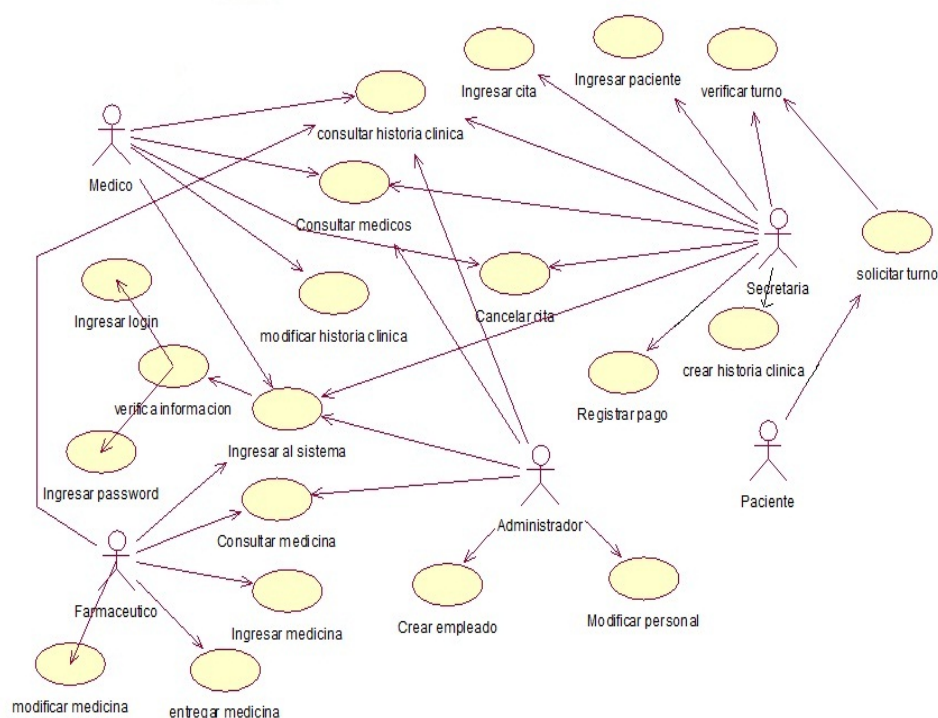 Ingresar cita
Ingresar paciente
verificar turno
consultar historia clinica
Medico
Consultar medicos
solicitar turno
Secretaria
Ingresar login
modificar historia clinica
Cancelar cita
crear historia clinica
verifica informacion
Registrar pago
Ingresar al sistema
Ingresar password
Paciente
Administrador
Consultar medicina
Farmaceutico
Ingresar medicina
Crear empleado
Modificar personal
modificar medicina
entregar medicina